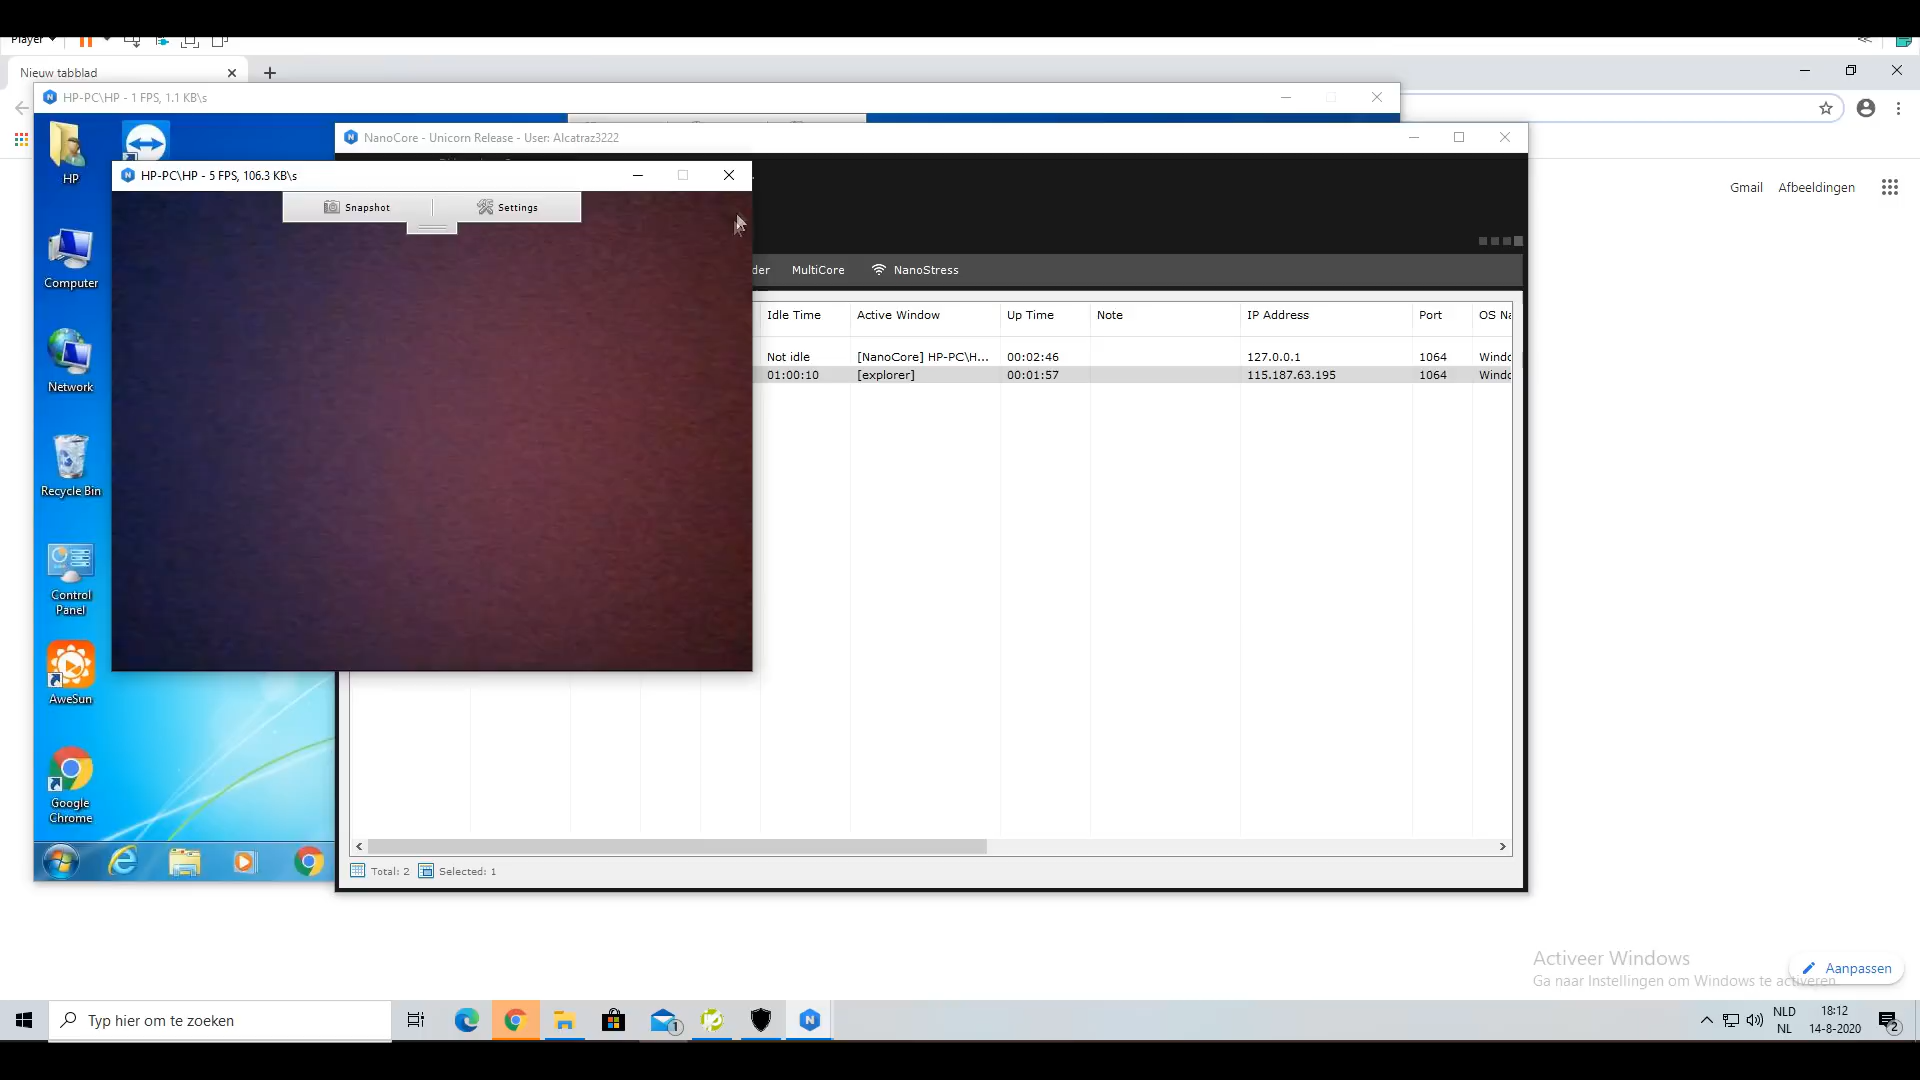 Player
Nieuw tabblad
HP-PC\HP - 1 FPS, 1.1 KB\s
Gmail
Afbeeldingen
NanoCore - Unicorn Release - User: Alcatraz3222
HP-PC\HP - 5 FPS, 106.3 KB\s
Snapshot
Settings
HP
Computer
Network
Recycle Bin
Control
Panel
AweSun
Google
Chrome
MultiCore
NanoStress
Idle Time
Active Window
Up Time
Note
IP Address
Port
OS
Not idle
[NanoCore] HP-PC\H...
00:02:46
127.0.0.1
1064
01:00:10
[explorer]
00:01:57
115.187.63.195
1064
Total: 2
Selected: 1
Activeer Windows
Ga naar Instellingen om Windows te activeren.
Aanpassen
Typ hier om te zoeken
1
NLD
NL
18:12
14-8-2020
2